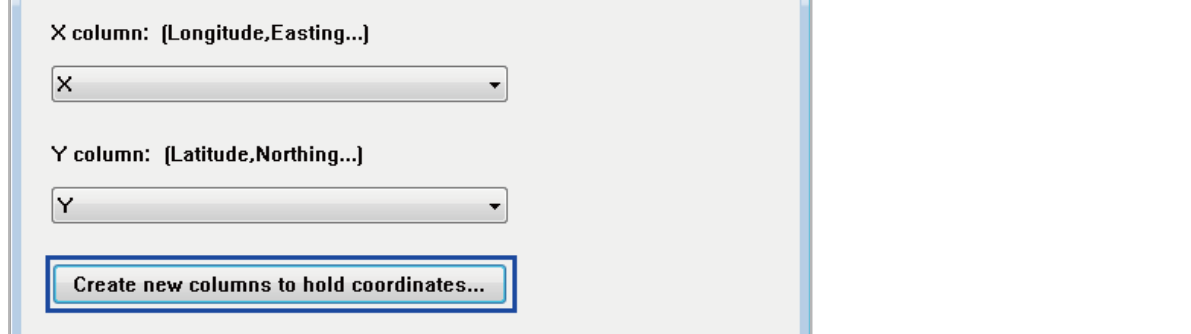 X column: (Longitude,Easting...)
X
Y column: (Latitude,Northing...)
Y
Create new columns to hold coordinates...